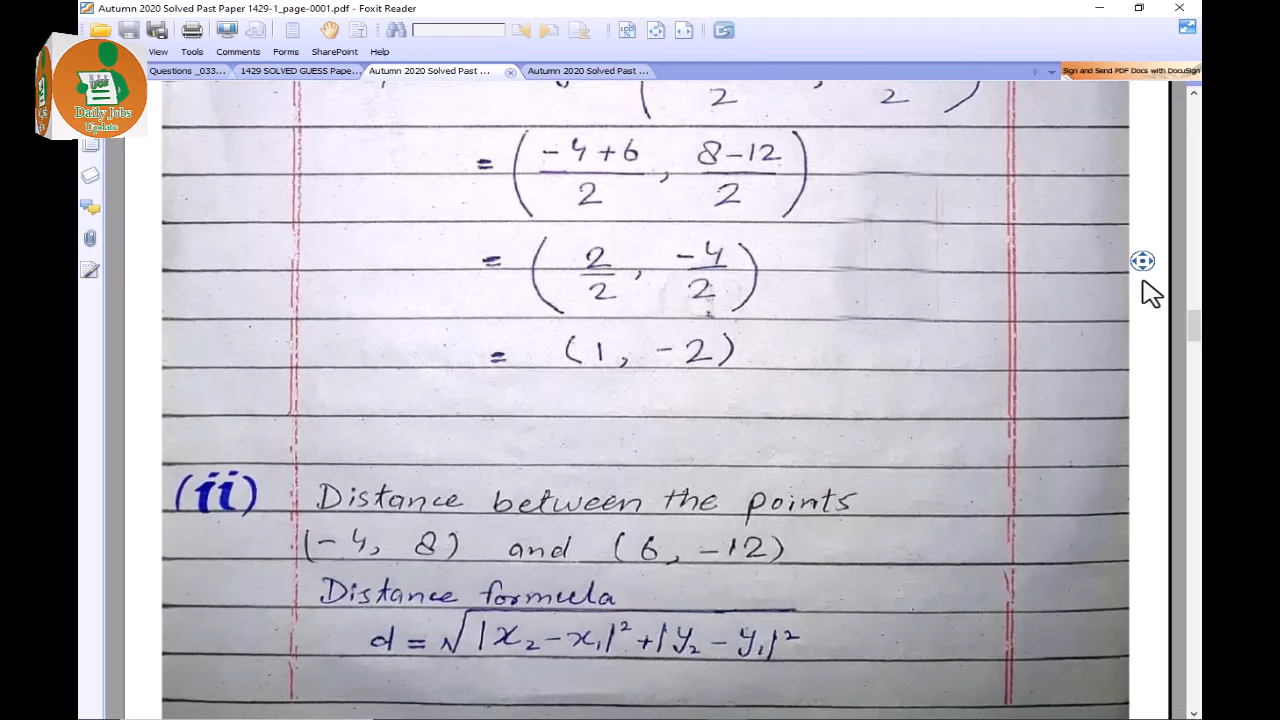 Autumn 2020 Solved Past Paper 1429-1_page-0001.pdf - Foxit Reader
View Tools Comments Forms SharePoint Help
Questions _033... 1429 SOLVED GUESS Pape... Autumn 2020 Solved Past ... Autumn 2020 Solved Past ...
Sign and Send PDF Docs with DocuSign
Daily Jobs
Update
( 2 , 2 )
= ( -4+6/2 , 8-12/2 )
= ( 2/2 , -4/2 )
= (1, -2)
(ii) Distance between the points
(-4, 8) and (6, -12)
Distance formula
d = √|x₂-x₁|²+|y₂-y₁|²